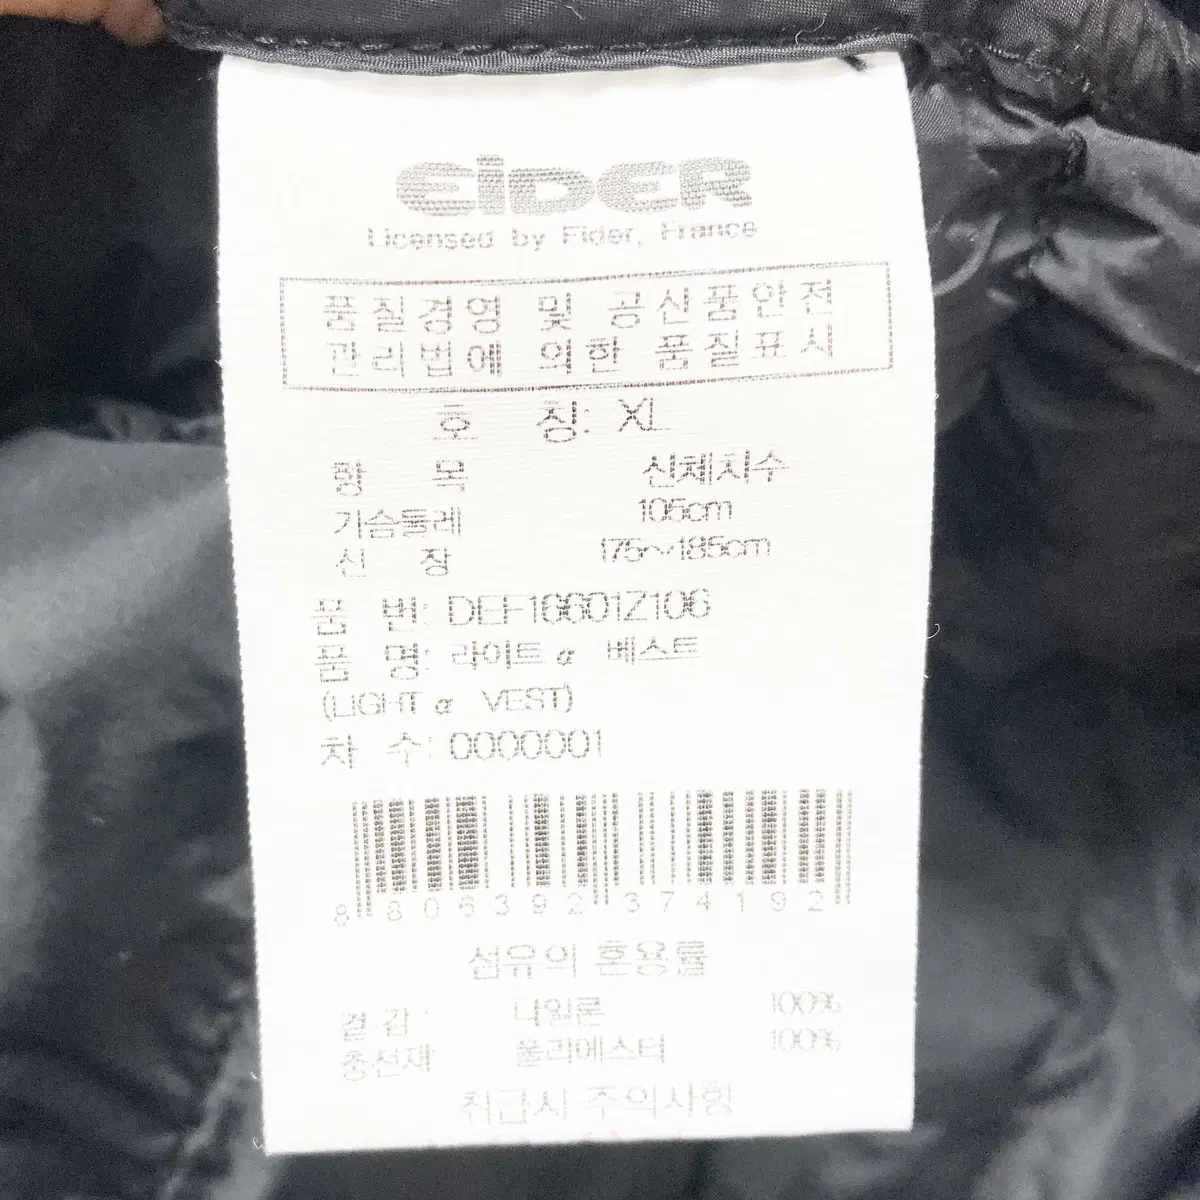 EiDER
Licensed by Eider, France
품질경영 및 공산품안전
관리법에 의한 품질표시
호 칭: XL
항 목 신체치수
가슴둘레 105cm
신 장 175~185cm
품 번: DEF16601Z106
품 명: 라이트α 베스트
(LIGHT α VEST)
차 수: 0000001
8 806392 374192
섬유의 혼용률
겉감: 나일론 100%
충전재 폴리에스터 100%
취급시 주의사항